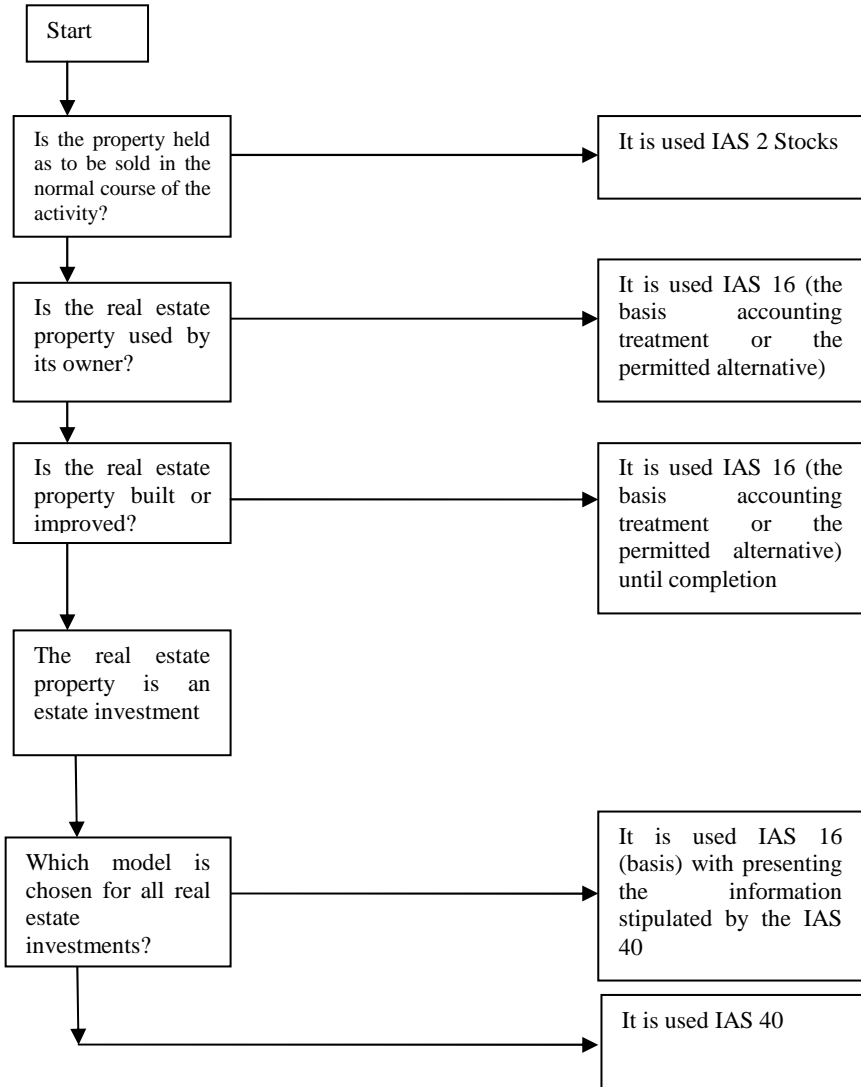 Start
Is the property held
as to be sold in the
normal course of the
activity?
It is used IAS 2 Stocks
Is the real estate
property used by
its owner?
It is used IAS 16 (the
basis accounting
treatment or the
permitted alternative)
Is the real estate
property built or
improved?
It is used IAS 16 (the
basis accounting
treatment or the
permitted alternative)
until completion
The real estate
property is an
estate investment
Which model is
chosen for all real
estate
investments?
It is used IAS 16
(basis) with presenting
the information
stipulated by the IAS
40
It is used IAS 40